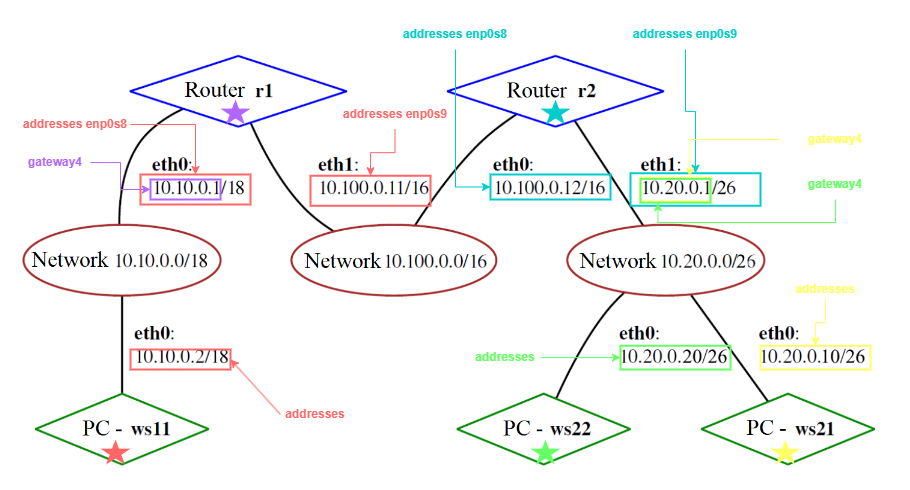 addresses enp0s8
addresses enp0s9
Router r1
Router r2
addresses enp0s8
addresses enp0s9
gateway4
gateway4
eth0:
10.10.0.1/18
eth1:
10.100.0.11/16
eth0:
10.100.0.12/16
eth1:
10.20.0.1/26
gateway4
Network 10.10.0.0/18
Network 10.100.0.0/16
Network 10.20.0.0/26
addresses
eth0:
10.10.0.2/18
eth0:
10.20.0.20/26
eth0:
10.20.0.10/26
addresses
addresses
PC - ws11
PC - ws22
PC - ws21